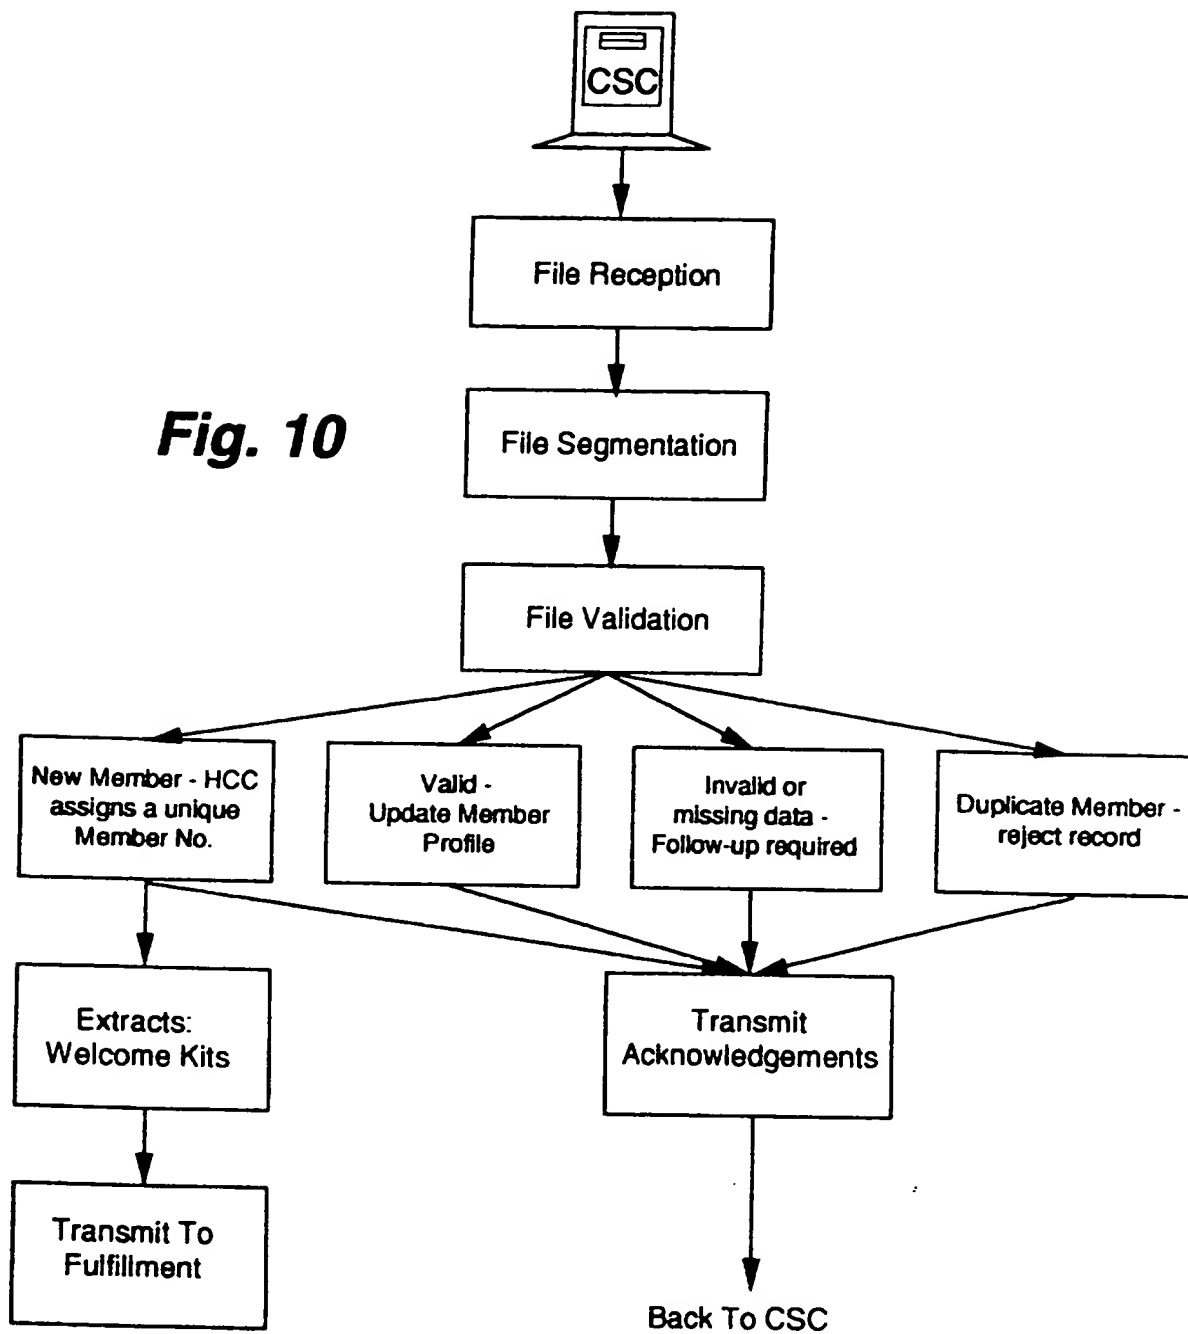 CSC
File Reception
Fig. 10
File Segmentation
File Validation
New Member - HCC
assigns a unique
Member No.
Valid -
Update Member
Profile
Invalid or
missing data -
Follow-up required
Duplicate Member -
reject record
Extracts:
Welcome Kits
Transmit
Acknowledgements
Transmit To
Fulfillment
Back To CSC